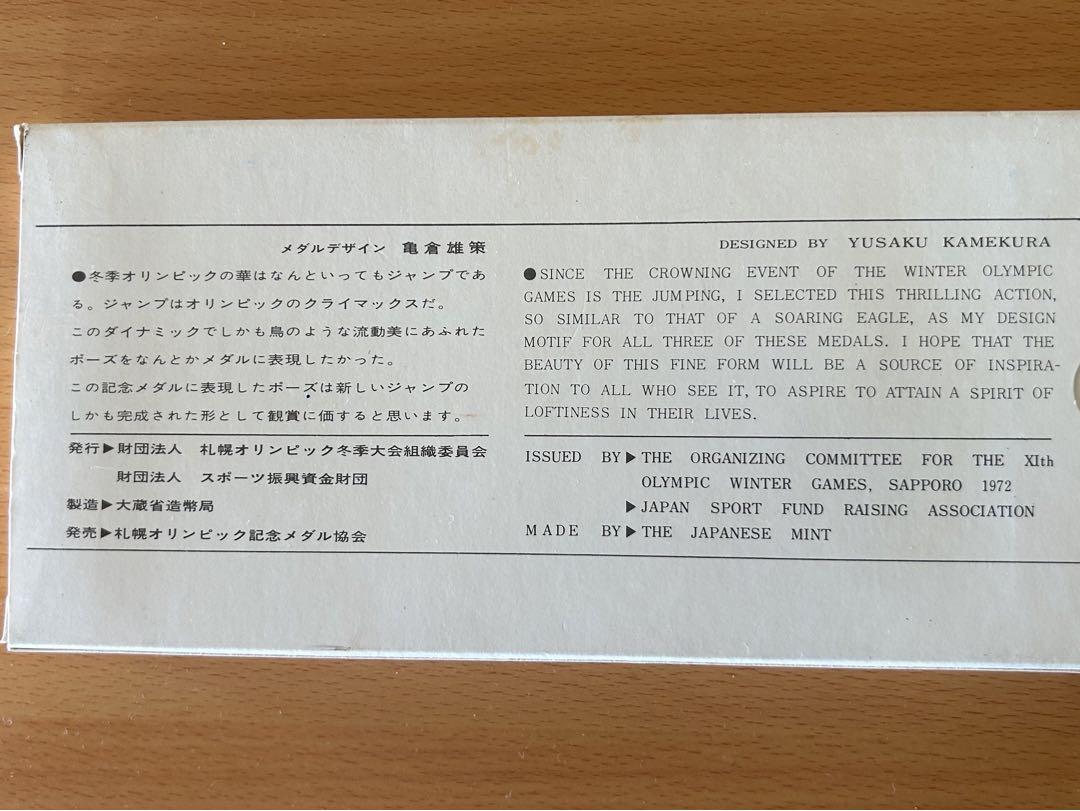 メダルデザイン 亀倉雄策
●冬季オリンピックの華はなんといってもジャンプであ
る。ジャンプはオリンピックのクライマックスだ。
このダイナミックでしかも鳥のような流動美にあふれた
ポーズをなんとかメダルに表現したかった。
この記念メダルに表現したポーズは新しいジャンプの
しかも完成された形として観賞に価すると思います。
発行▶財団法人 札幌オリンピック冬季大会組織委員会
財団法人 スポーツ振興資金財団
製造▶大蔵省造幣局
発売▶札幌オリンピック記念メダル協会
DESIGNED BY YUSAKU KAMEKURA
●SINCE THE CROWNING EVENT OF THE WINTER OLYMPIC
GAMES IS THE JUMPING, I SELECTED THIS THRILLING ACTION,
SO SIMILAR TO THAT OF A SOARING EAGLE, AS MY DESIGN
MOTIF FOR ALL THREE OF THESE MEDALS. I HOPE THAT THE
BEAUTY OF THIS FINE FORM WILL BE A SOURCE OF INSPIRA-
TION TO ALL WHO SEE IT, TO ASPIRE TO ATTAIN A SPIRIT OF
LOFTINESS IN THEIR LIVES.
ISSUED BY▶THE ORGANIZING COMMITTEE FOR THE XIth
OLYMPIC WINTER GAMES, SAPPORO 1972
▶JAPAN SPORT FUND RAISING ASSOCIATION
MADE BY▶THE JAPANESE MINT